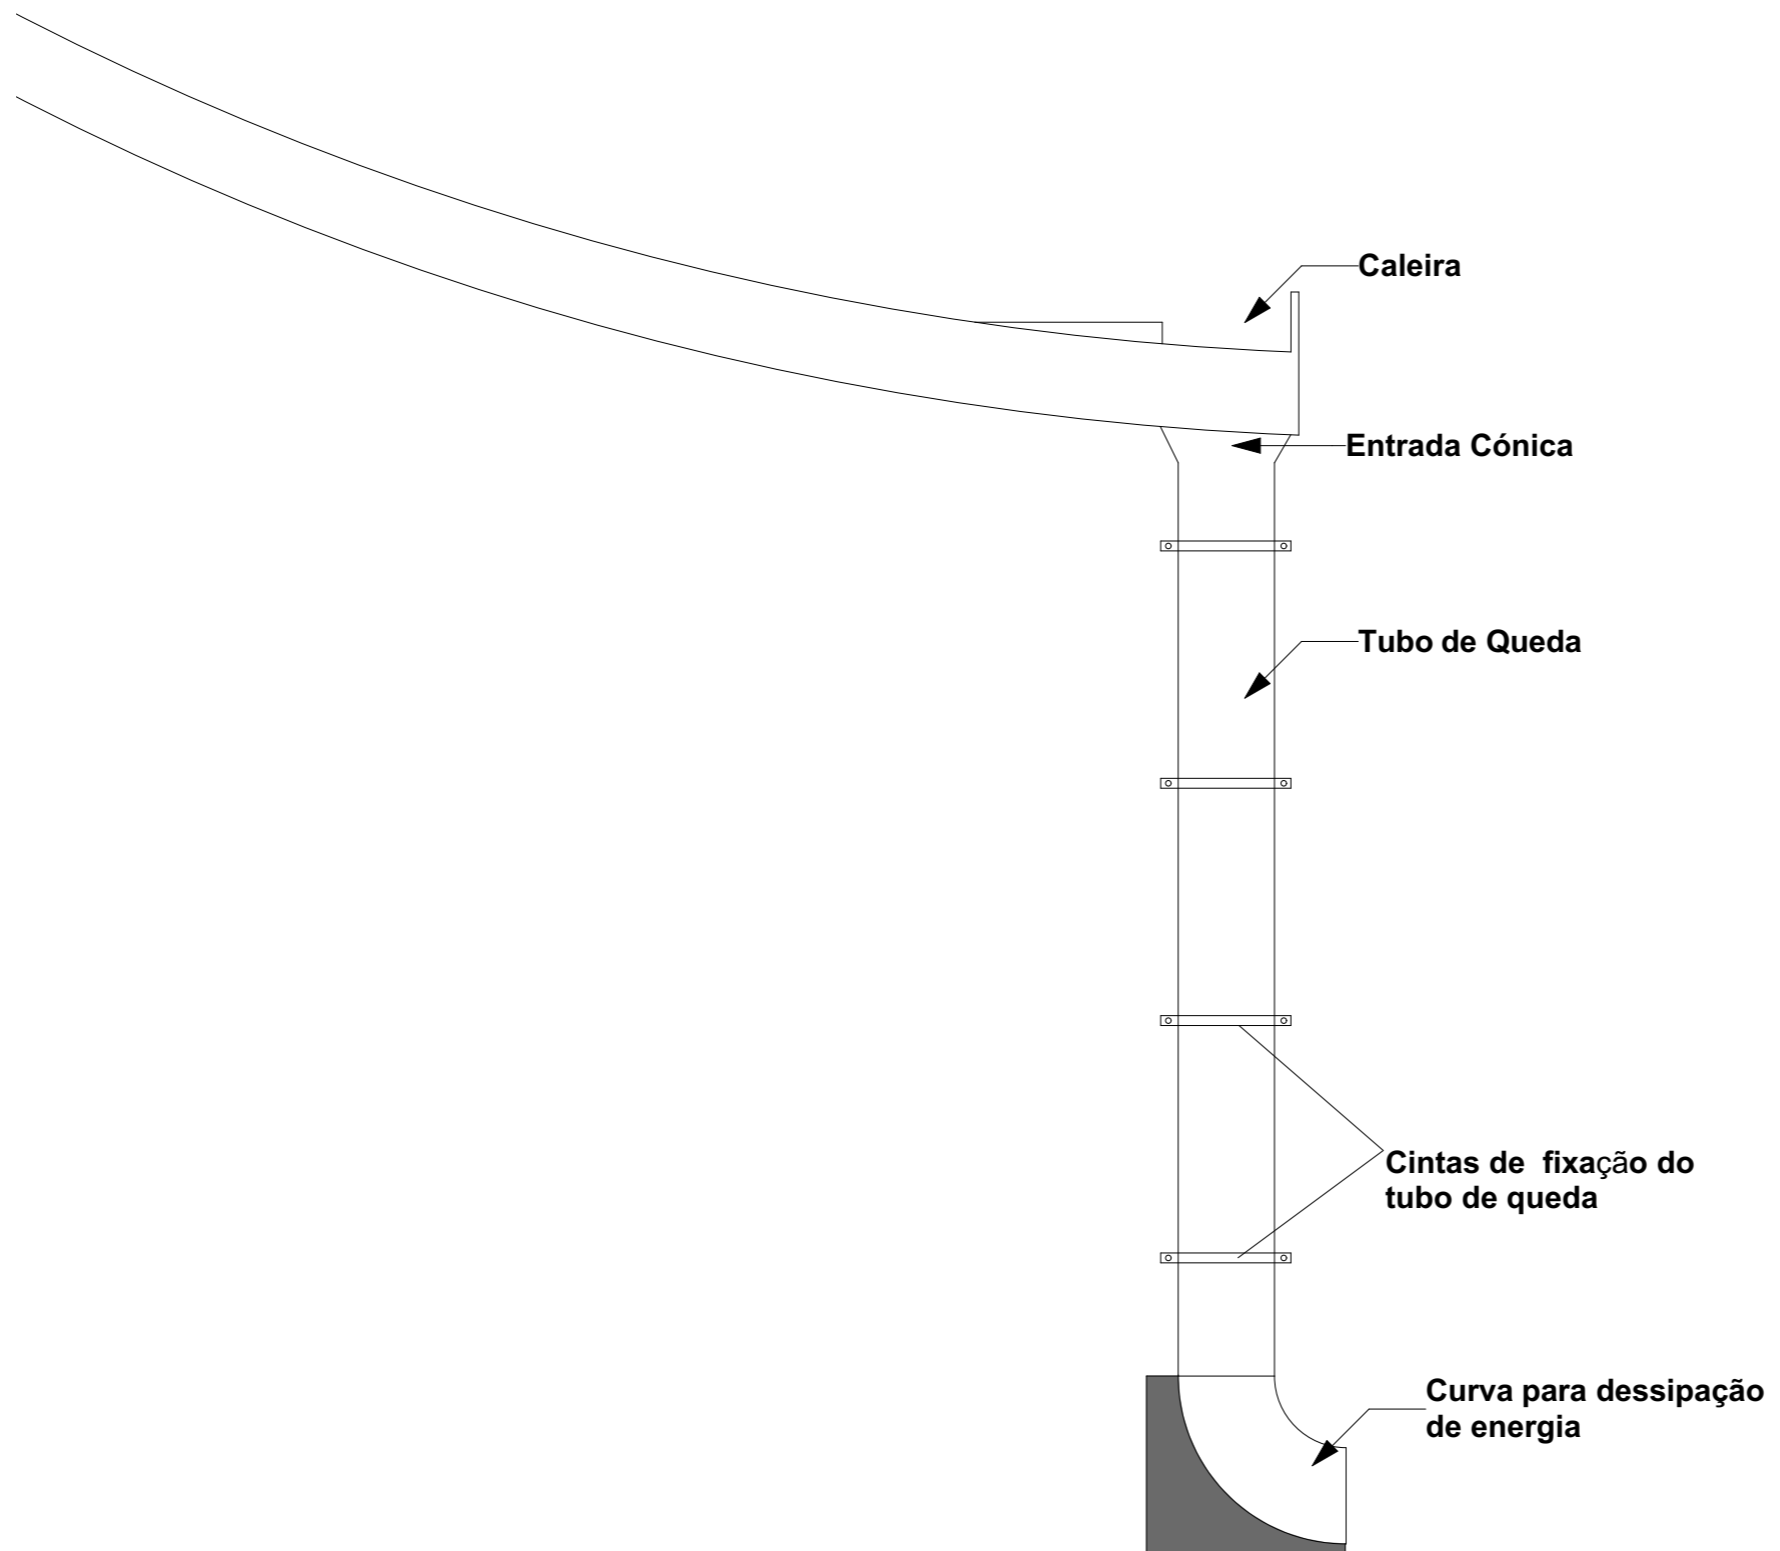 Caleira
Entrada Cónica
Tubo de Queda
Cintas de  fixação do
tubo de queda
Curva para dessipação
de energia